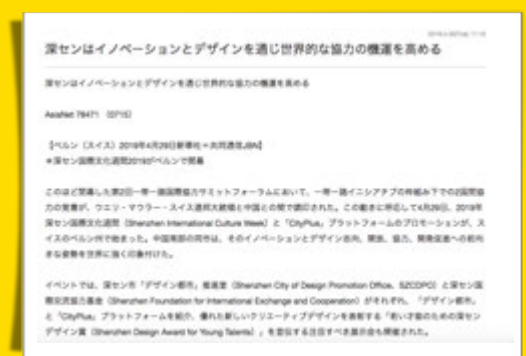 深センはイノベーションとデザインを通じ世界的な協力の機運を高める
深センはイノベーションとデザインを通じ世界的な協力の機運を高める
AsiaNet 78471 (0715)
【ベルン(スイス)2019年4月29日新華社=共同通信JBN】
*深セン国際文化週間2019がベルンで開幕
このほど閉幕した第2回一帯一路国際協力サミットフォーラムにおいて、一帯一路イニシアチブの枠組み下での2国間協
力の覚書が、ウエリ・マウラー・スイス連邦大統領と中国との間で調印された。この動きに呼応して4月29日、2019年
深セン国際文化週間(Shenzhen International Culture Week)と「CityPlus」プラットフォームのプロモーションが、ス
イスのベルン州で始まった。中国南部の同市は、そのイノベーションとデザイン志向、開放、協力、開発促進への前向
きな姿勢を世界に強く印象付けた。
イベントでは、深セン市「デザイン都市」推進室(Shenzhen City of Design Promotion Office、SZCDPO)と深セン国
際交流協力基金(Shenzhen Foundation for International Exchange and Cooperation)がそれぞれ、「デザイン都市」
と「CityPlus」プラットフォームを紹介、優れた新しいクリエーティブデザインを表彰する「若い才能のための深セン
デザイン賞(Shenzhen Design Award for Young Talents)」を宣伝する注目すべき展示会も開催された。